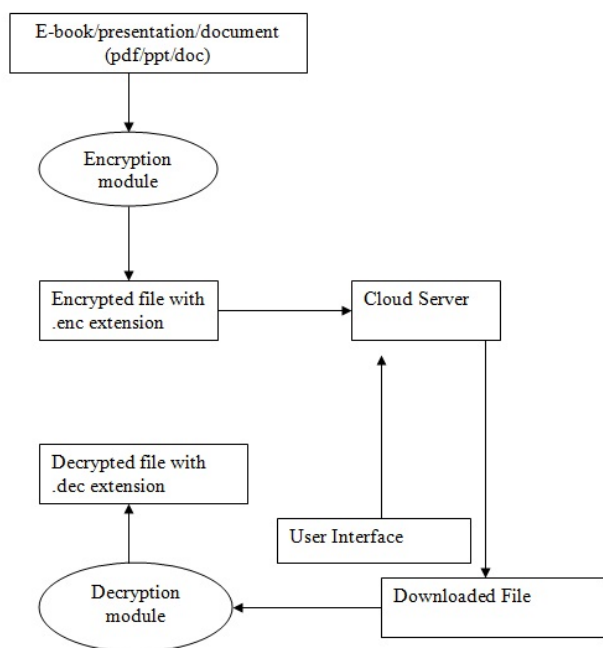 E-book/presentation/document
(pdf/ppt/doc)
Encryption
module
Encrypted file with
.enc extension
Cloud Server
Decrypted file with
.dec extension
User Interface
Decryption
module
Downloaded File